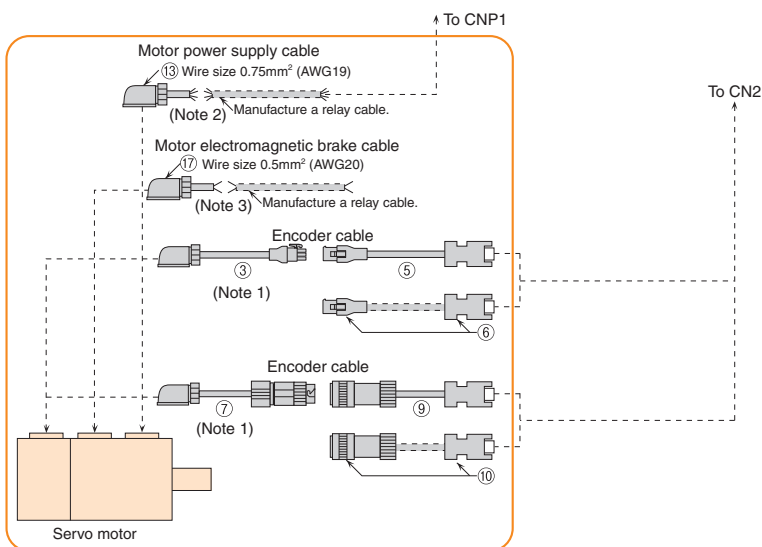 To CNP1
Motor power supply cable
⑬ Wire size 0.75mm² (AWG19)
(Note 2)
Manufacture a relay cable.
To CN2
Motor electromagnetic brake cable
⑰ Wire size 0.5mm² (AWG20)
(Note 3)
Manufacture a relay cable.
Encoder cable
③
⑤
(Note 1)
⑥
Encoder cable
⑦
⑨
(Note 1)
⑩
Servo motor